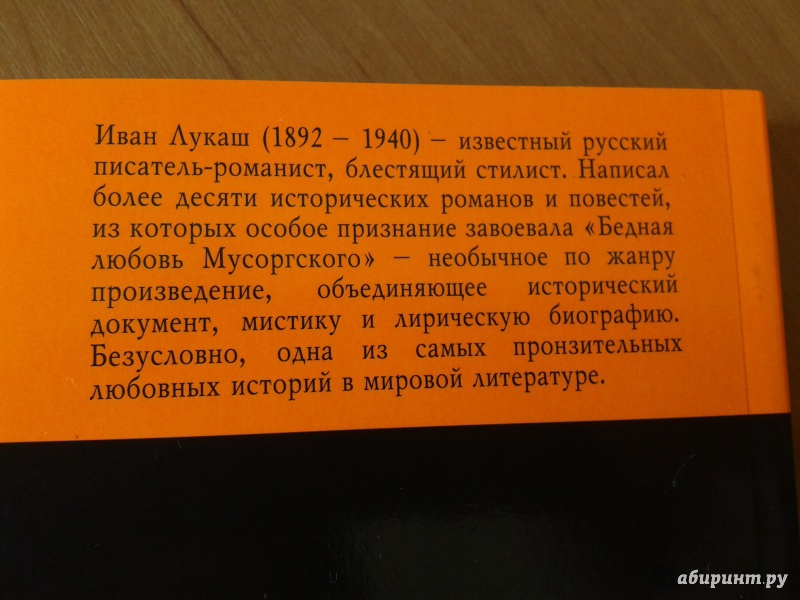 Иван Лукаш (1892 – 1940) – известный русский
писатель-романист, блестящий стилист. Написал
более десяти исторических романов и повестей,
из которых особое признание завоевала «Бедная
любовь Мусоргского» – необычное по жанру
произведение, объединяющее исторический
документ, мистику и лирическую биографию.
Безусловно, одна из самых пронзительных
любовных историй в мировой литературе.
абиринт.ру